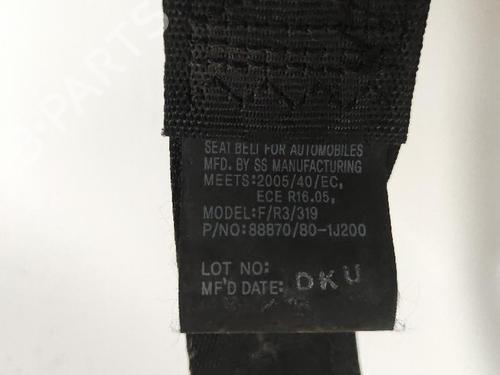 SEAT BELT FOR AUTOMOBILES
MFD. BY SS MANUFACTURING
MEETS:2005/40/EC,
ECE R16.05,
MODEL:F/R3/319
P/NO:88870/80-1J200
LOT NO:
MF'D DATE: DKU
PARTS